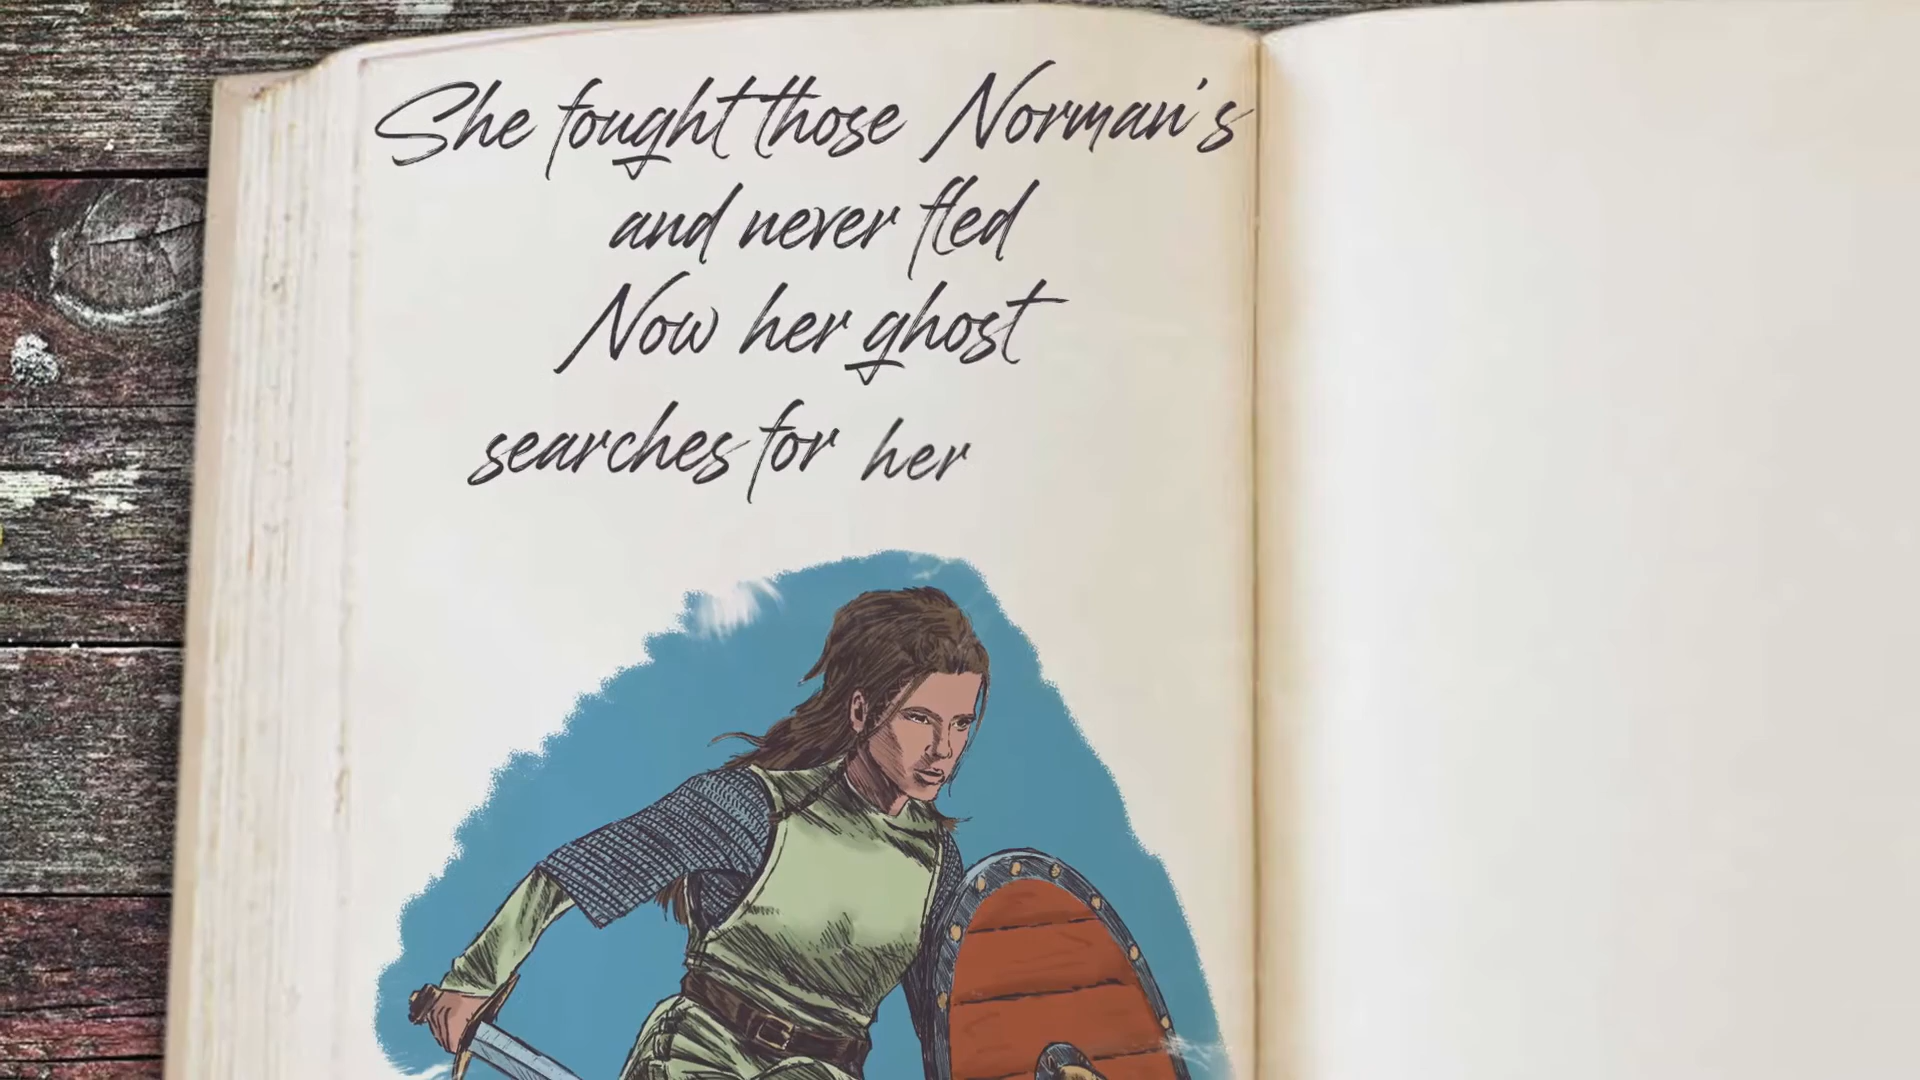 She fought those Norman's
and never fled
Now her ghost
searches for her